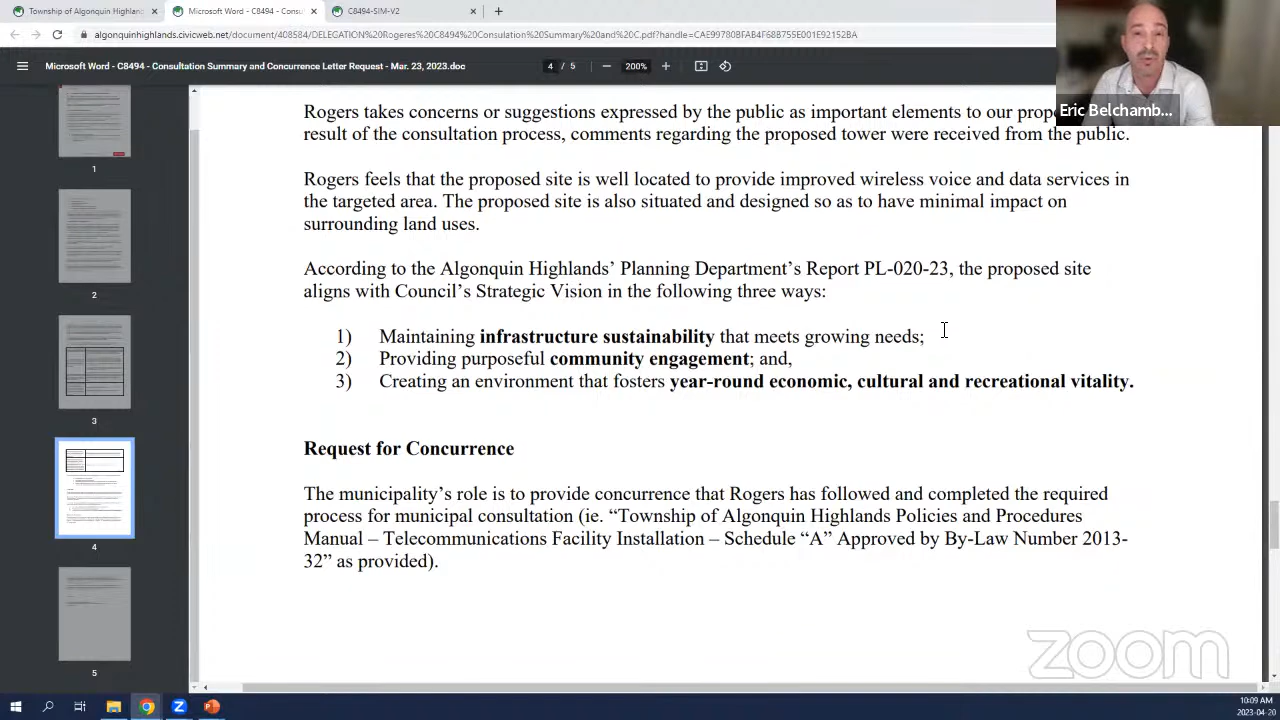 Township of Algonquin Highland
Microsoft Word - C8494 - Consu
C8494-SIM-V2
algonquinhighlands.civicweb.net/document/408584/DELEGATION%20Rogeres%20C8494%20Consulation%20Summary%20and%20C.pdf?handle=CAE99780BFAB4F68B755E001E92152BA
Microsoft Word - C8494 - Consultation Summary and Concurrence Letter Request - Mar. 23, 2023.doc
4 / 5
200%
Eric Belchamb...
Rogers takes concerns or suggestions expressed by the public as important elements to our prop
result of the consultation process, comments regarding the proposed tower were received from the public.
Rogers feels that the proposed site is well located to provide improved wireless voice and data services in
the targeted area. The proposed site is also situated and designed so as to have minimal impact on
surrounding land uses.
According to the Algonquin Highlands’ Planning Department’s Report PL-020-23, the proposed site
aligns with Council’s Strategic Vision in the following three ways:
1) Maintaining infrastructure sustainability that meets growing needs;
2) Providing purposeful community engagement; and,
3) Creating an environment that fosters year-round economic, cultural and recreational vitality.
Request for Concurrence
The municipality’s role is to provide concurrence that Rogers has followed and completed the required
process for municipal consultation (ie. “Township of Algonquin Highlands Policies and Procedures
Manual – Telecommunications Facility Installation – Schedule “A” Approved by By-Law Number 2013-
32” as provided).
1
2
3
4
5
zoom
10:09 AM
2023-04-20